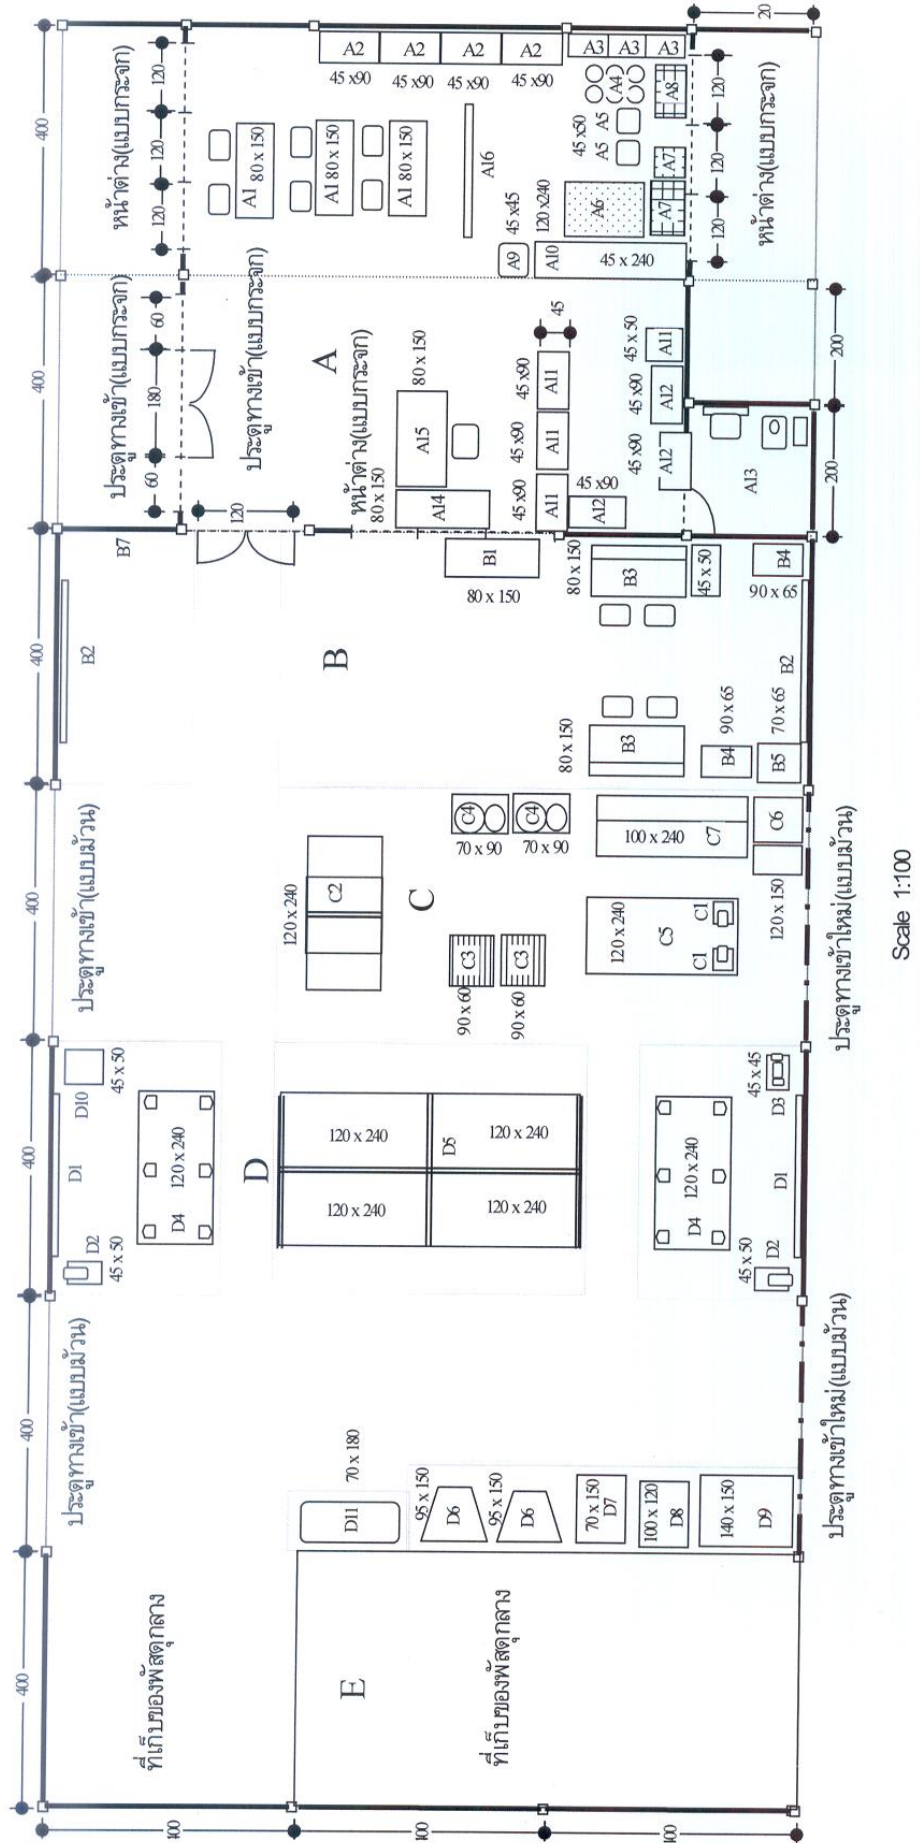 400 400 400 400 400 400 400
ประตูทางเข้า(แบบม้วน) ประตูทางเข้า(แบบม้วน) ประตูทางเข้า(แบบกระจก) หน้าต่าง(แบบกระจก)
D2 D1 D10 B2 B7
45 x 50 45 x 50
60 180 60 120 120 120
ที่เก็บของพัสดุกลาง
400
D4 120 x 240
120
ประตูทางเข้า(แบบกระจก)
A1 80 x 150
D
120 x 240 C2
A
A1 80 x 150
E B
D11 70 x 180
120 x 240 120 x 240
หน้าต่าง(แบบกระจก)
A2
45 x90
80 x 150
A1 80 x 150
C
A15 80 x 150
A14
A2
45 x90
400
95 x 150
D6
D5
90 x 60 C3
70 x 90 C4
80 x 150 B1
A16
A2
45 x90
ที่เก็บของพัสดุกลาง
95 x 150
D6
120 x 240 120 x 240
90 x 60 C3
70 x 90 C4
45 x90 45 x90 45 x90
A11 A11 A11
45
A9 45 x45
A10 120 x240
A2
45 x90
80 x 150 80 x 150
45 x90
A12
45 x50
A3
70 x 150
D7
120 x 240
B3 B3
A6 A5 A5 A4
A3
45 x90 45 x90 45 x 50
100 x 120
D8
D4 120 x 240
C5
100 x 240 C7
A12 A12 A11
45 x 240
A7 A7 A8
A3
C1 C1
90 x 65
B4
45 x 50
120 120 120
400
140 x 150
D9
45 x 50
D2 D1 D3
45 x 45
120 x 150 C6
70 x 65
B5 B2
90 x 65
B4
A13
หน้าต่าง(แบบกระจก)
20
200 200
ประตูทางเข้าใหม่(แบบม้วน) ประตูทางเข้าใหม่(แบบม้วน)
Scale 1:100